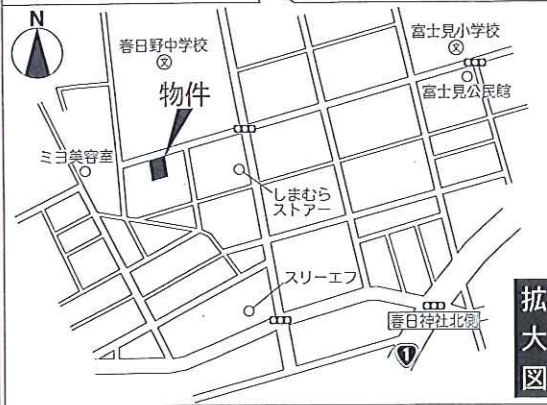 N
春日野中学校
文
物件
富士見小学校
文
富士見公民館
ミヨ美容室
しまむら
ストアー
スリーエフ
春日神社北側
1
拡
大
図